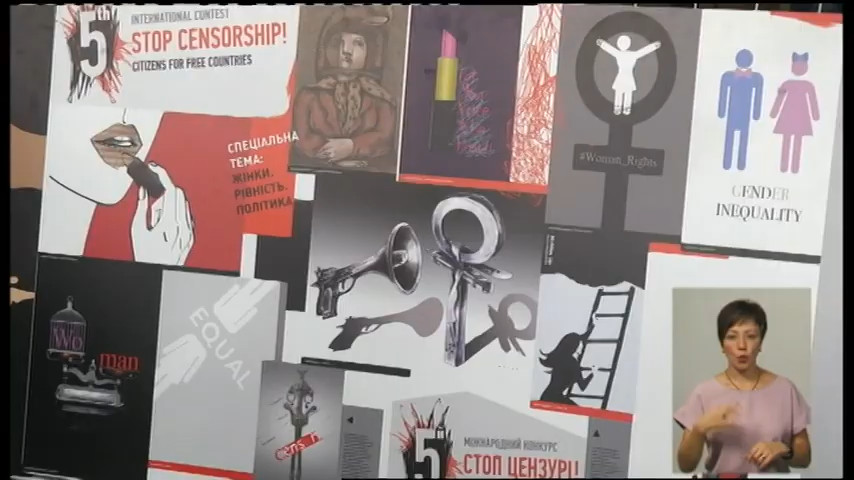 5th
INTERNATIONAL CONTEST
STOP CENSORSHIP!
CITIZENS FOR FREE COUNTRIES
СПЕЦІАЛЬНА
ТЕМА:
ЖІНКИ.
РІВНІСТЬ.
ПОЛІТИКА
#Woman_Rights
GENDER
INEQUALITY
Wo
man
EQUAL
5
МІЖНАРОДНИЙ КОНКУРС
СТОП ЦЕНЗУРІ!